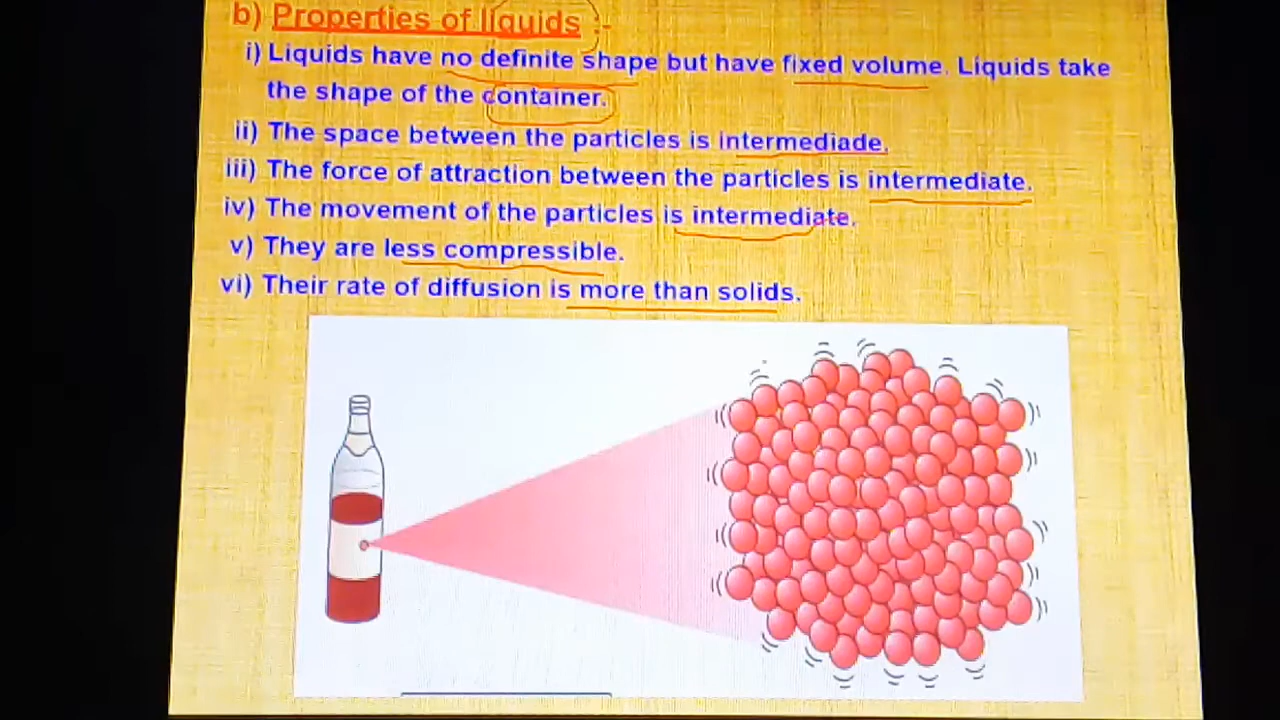 b) Properties of liquids :-
i) Liquids have no definite shape but have fixed volume. Liquids take
the shape of the container.
ii) The space between the particles is intermediade.
iii) The force of attraction between the particles is intermediate.
iv) The movement of the particles is intermediate.
v) They are less compressible.
vi) Their rate of diffusion is more than solids.